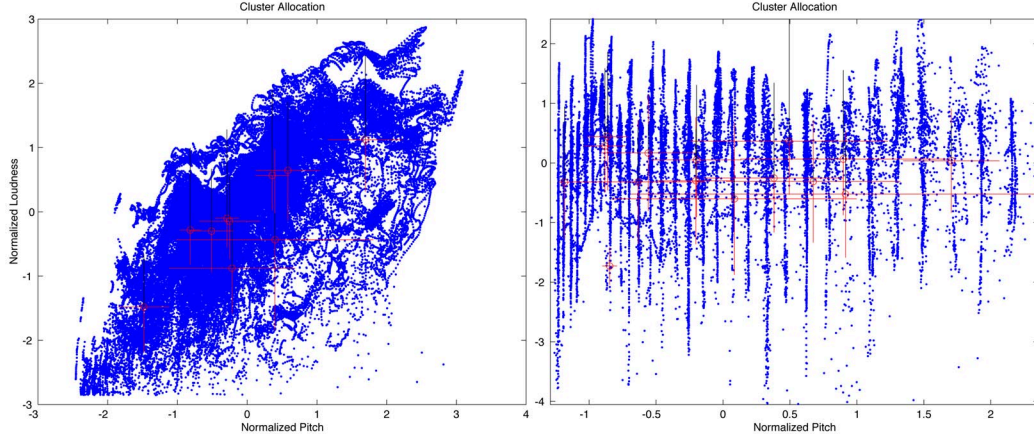 Cluster Allocation
3
2
1
0
-1
-2
-3
Normalized Loudness
-3 -2 -1 0 1 2 3 4
Normalized Pitch
Cluster Allocation
2
1
0
-1
-2
-3
-4
-1 -0.5 0 0.5 1 1.5 2
Normalized Pitch